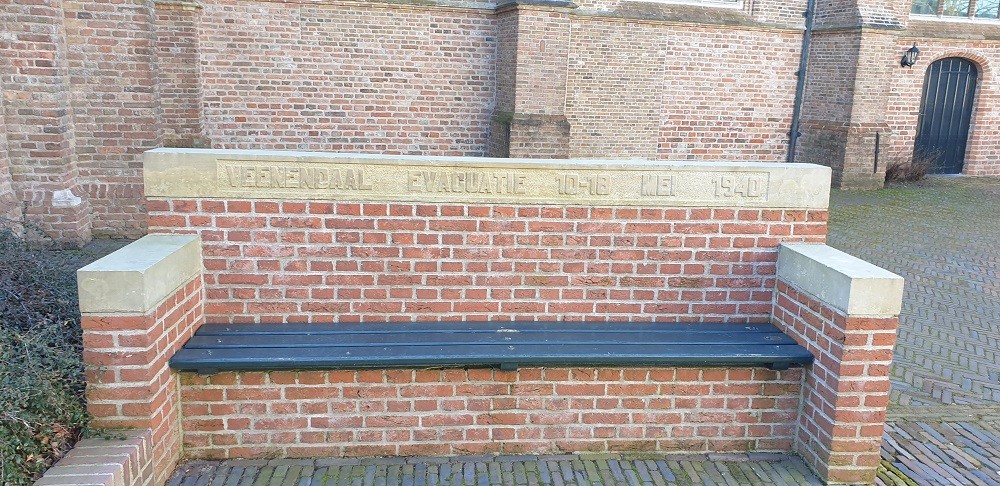 VEENENDAAL EVACUATIE 10-18 MEI 1940